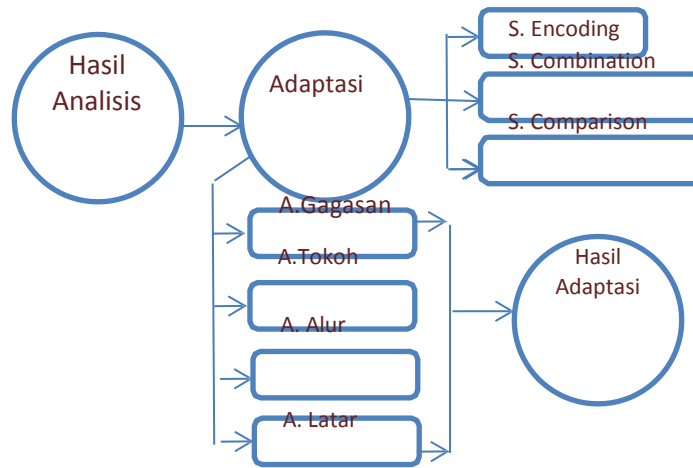 Hasil
Analisis
Adaptasi
S. Encoding
S. Combination
S. Comparison
A.Gagasan
A.Tokoh
A. Alur
A. Latar
Hasil
Adaptasi